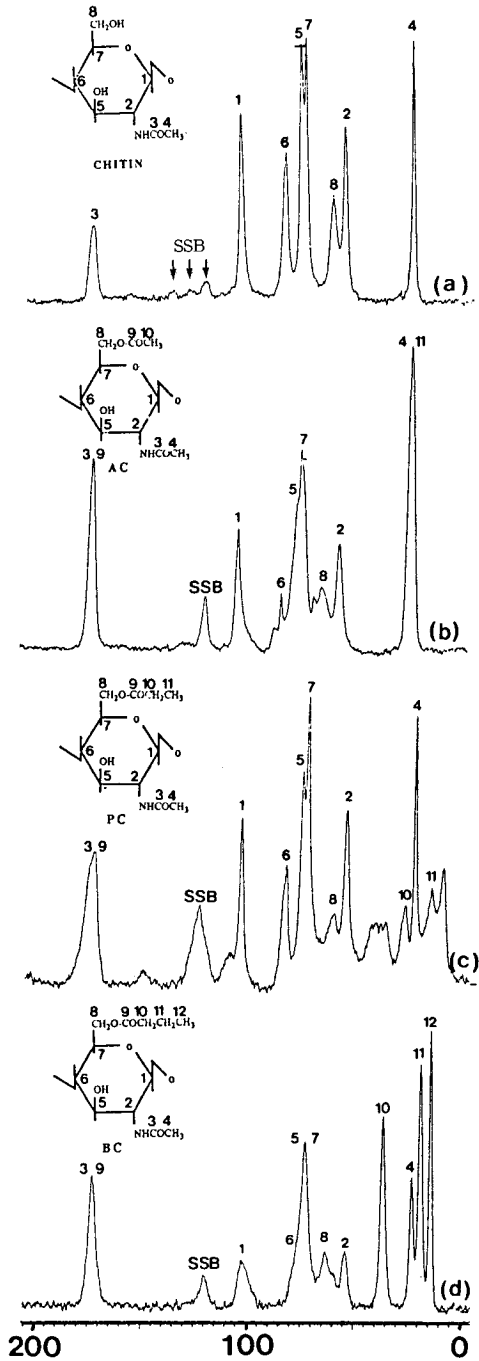 8
CH₂OH
7
O
6
OH
1
O
5
2
3 4
NHCOCH₃
CHITIN
3
SSB
1
6
5
7
8
2
4
(a)
8 9 10
CH₂O-COCH₃
7
O
6
OH
1
O
5
2
3 4
NHCOCH₃
AC
3 9
SSB
1
6
5
7
8
2
4 11
(b)
8 9 10 11
CH₂O-COCH₂CH₃
7
O
6
OH
1
O
5
2
3 4
NHCOCH₃
PC
3 9
SSB
1
6
5
7
8
2
10
4
11
(c)
8 9 10 11 12
CH₂O-COCH₂CH₂CH₃
7
O
6
OH
1
O
5
2
3 4
NHCOCH₃
BC
3 9
SSB
1
6
5 7
8
2
10
4
11
12
(d)
200 100 0